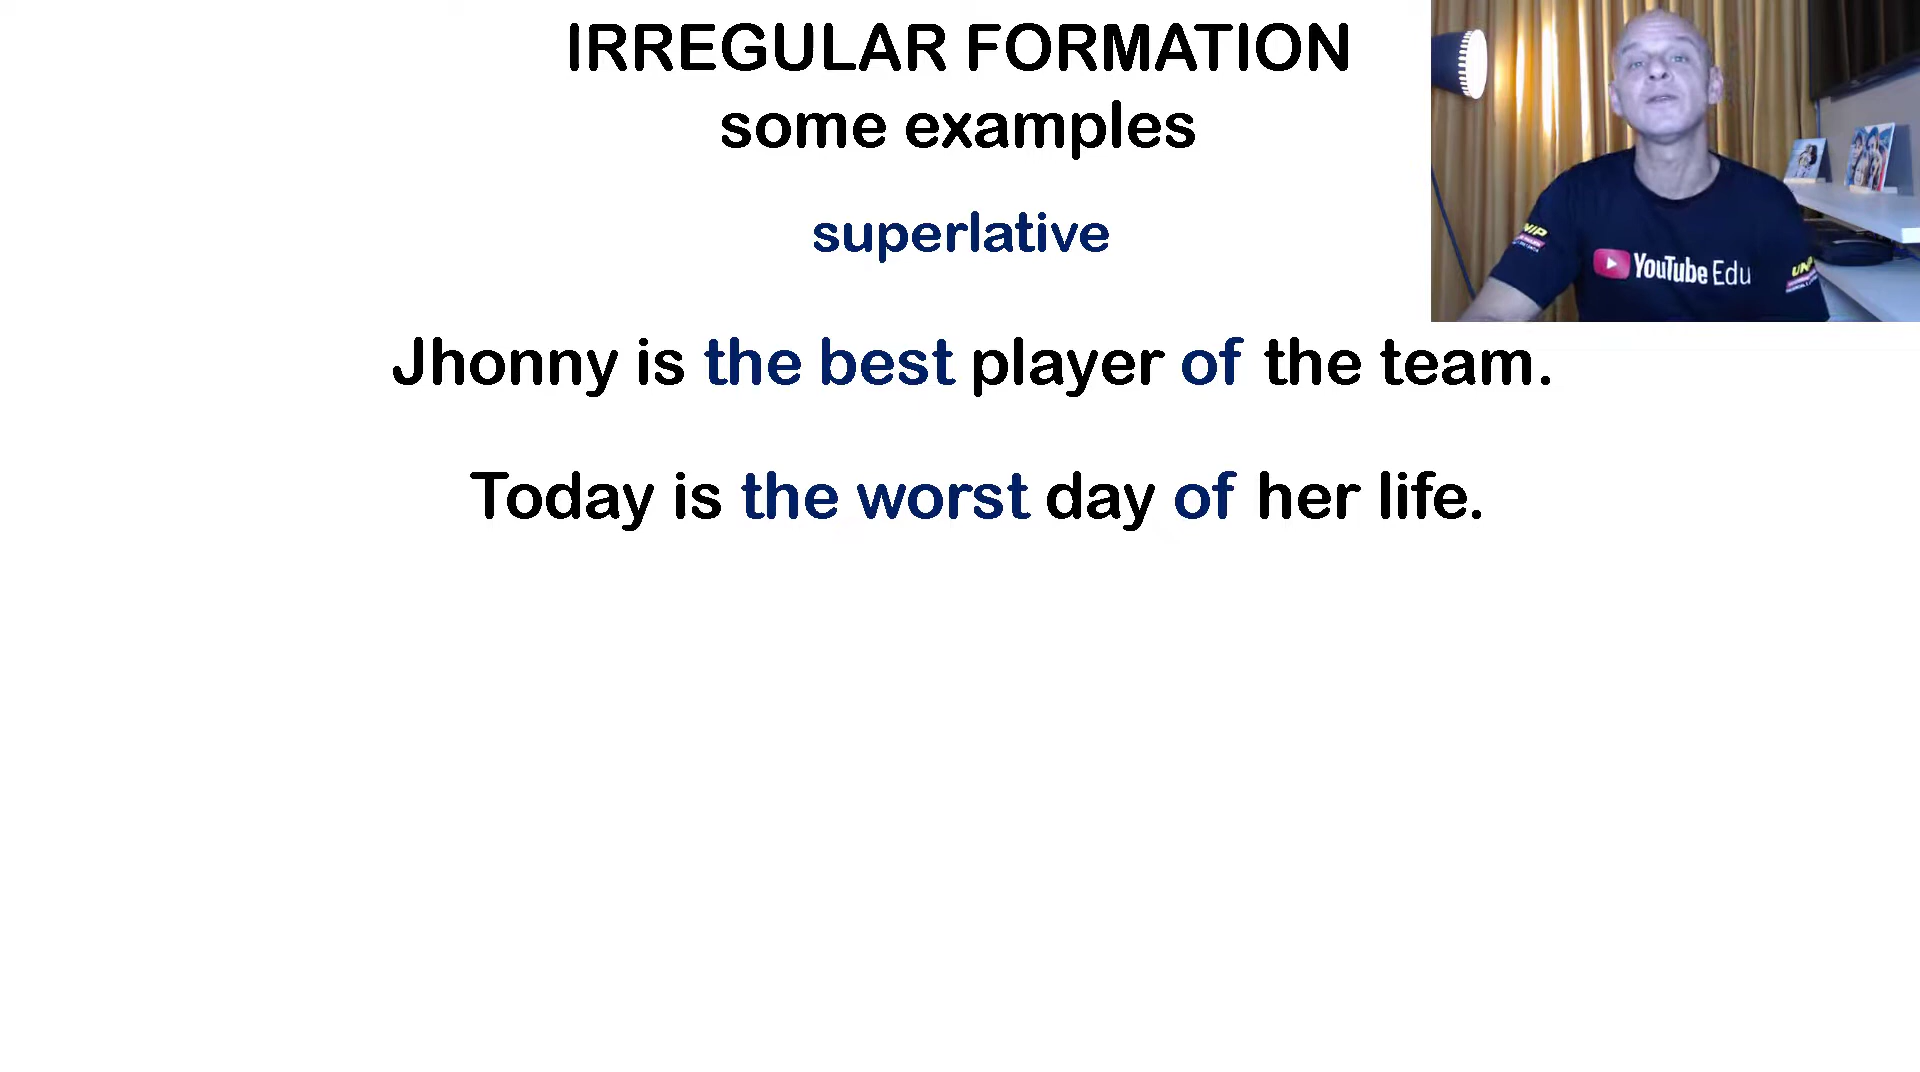 IRREGULAR FORMATION
some examples
superlative
Jhonny is the best player of the team.
Today is the worst day of her life.
YouTube Edu